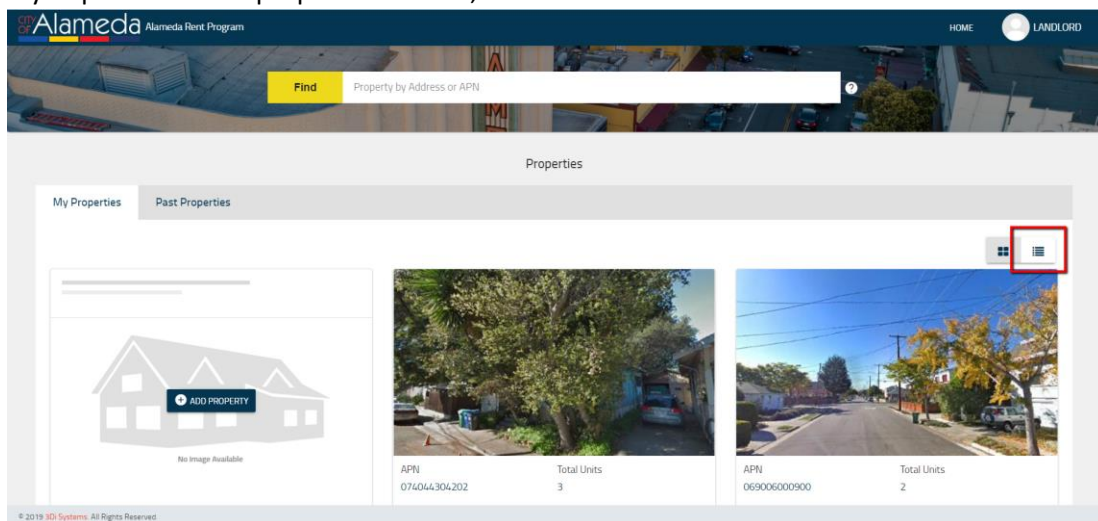 CITY OF Alameda Alameda Rent Program
HOME
LANDLORD
Find
Property by Address or APN
?
Properties
My Properties
Past Properties
ADD PROPERTY
No Image Available
APN
Total Units
074044304202
3
APN
Total Units
069006000900
2
© 2019 3Di Systems. All Rights Reserved.